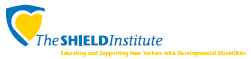 The SHIELD Institute
Educating and Supporting New Yorkers with Developmental Disabilities